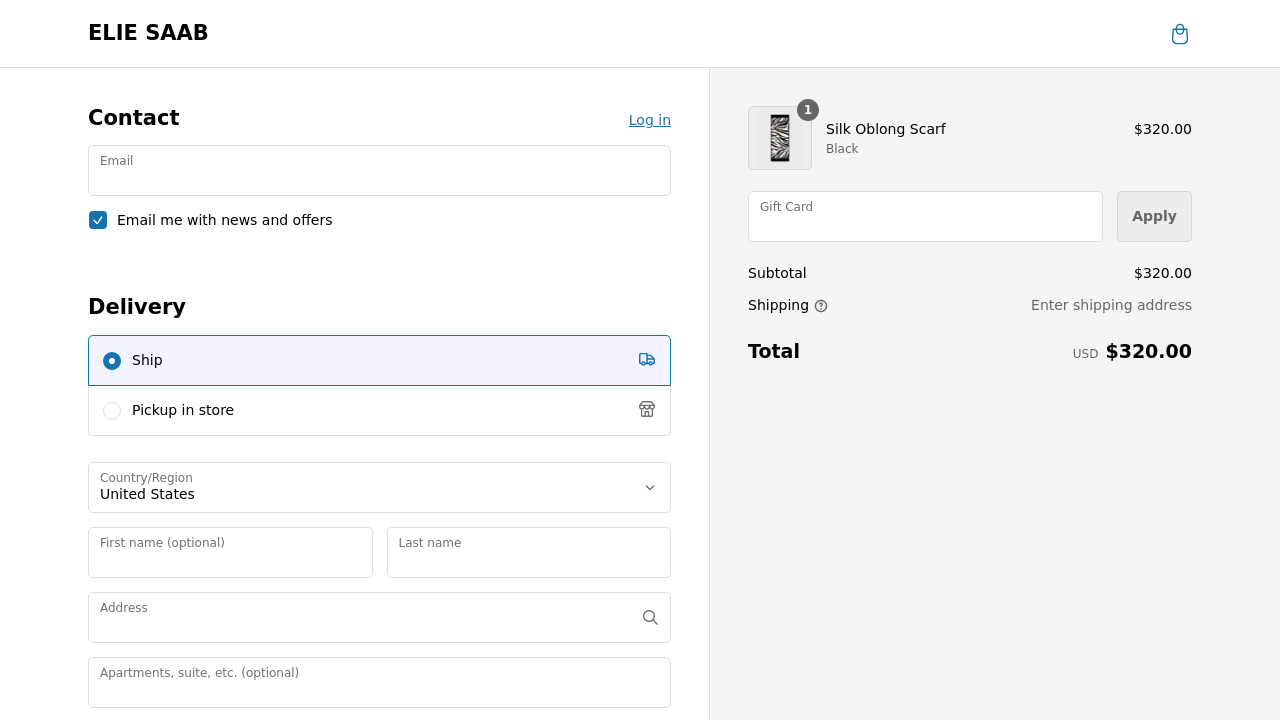 ELIE SAAB
Contact
Log in
Email
Email me with news and offers
Delivery
Ship
Pickup in store
Country/Region
United States
First name (optional)
Last name
Address
Apartments, suite, etc. (optional)
1
Silk Oblong Scarf
$320.00
Black
Gift Card
Apply
Subtotal
$320.00
Shipping
Enter shipping address
Total
USD $320.00